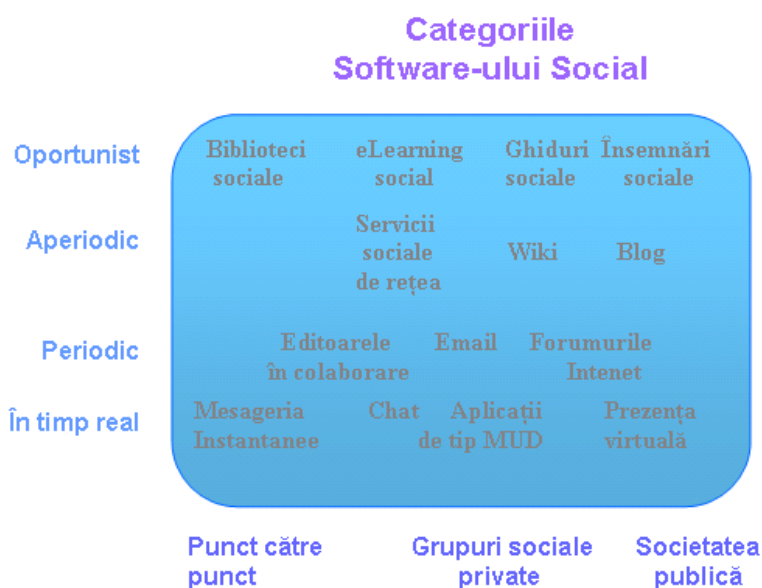 Categoriile
Software-ului Social
Oportunist
Biblioteci sociale
eLearning social
Ghiduri sociale
Însemnări sociale
Aperiodic
Servicii sociale de rețea
Wiki
Blog
Periodic
Editoarele în colaborare
Email
Forumurile Intenet
În timp real
Mesageria Instantanee
Chat
Aplicații de tip MUD
Prezența virtuală
Punct către punct
Grupuri sociale private
Societatea publică